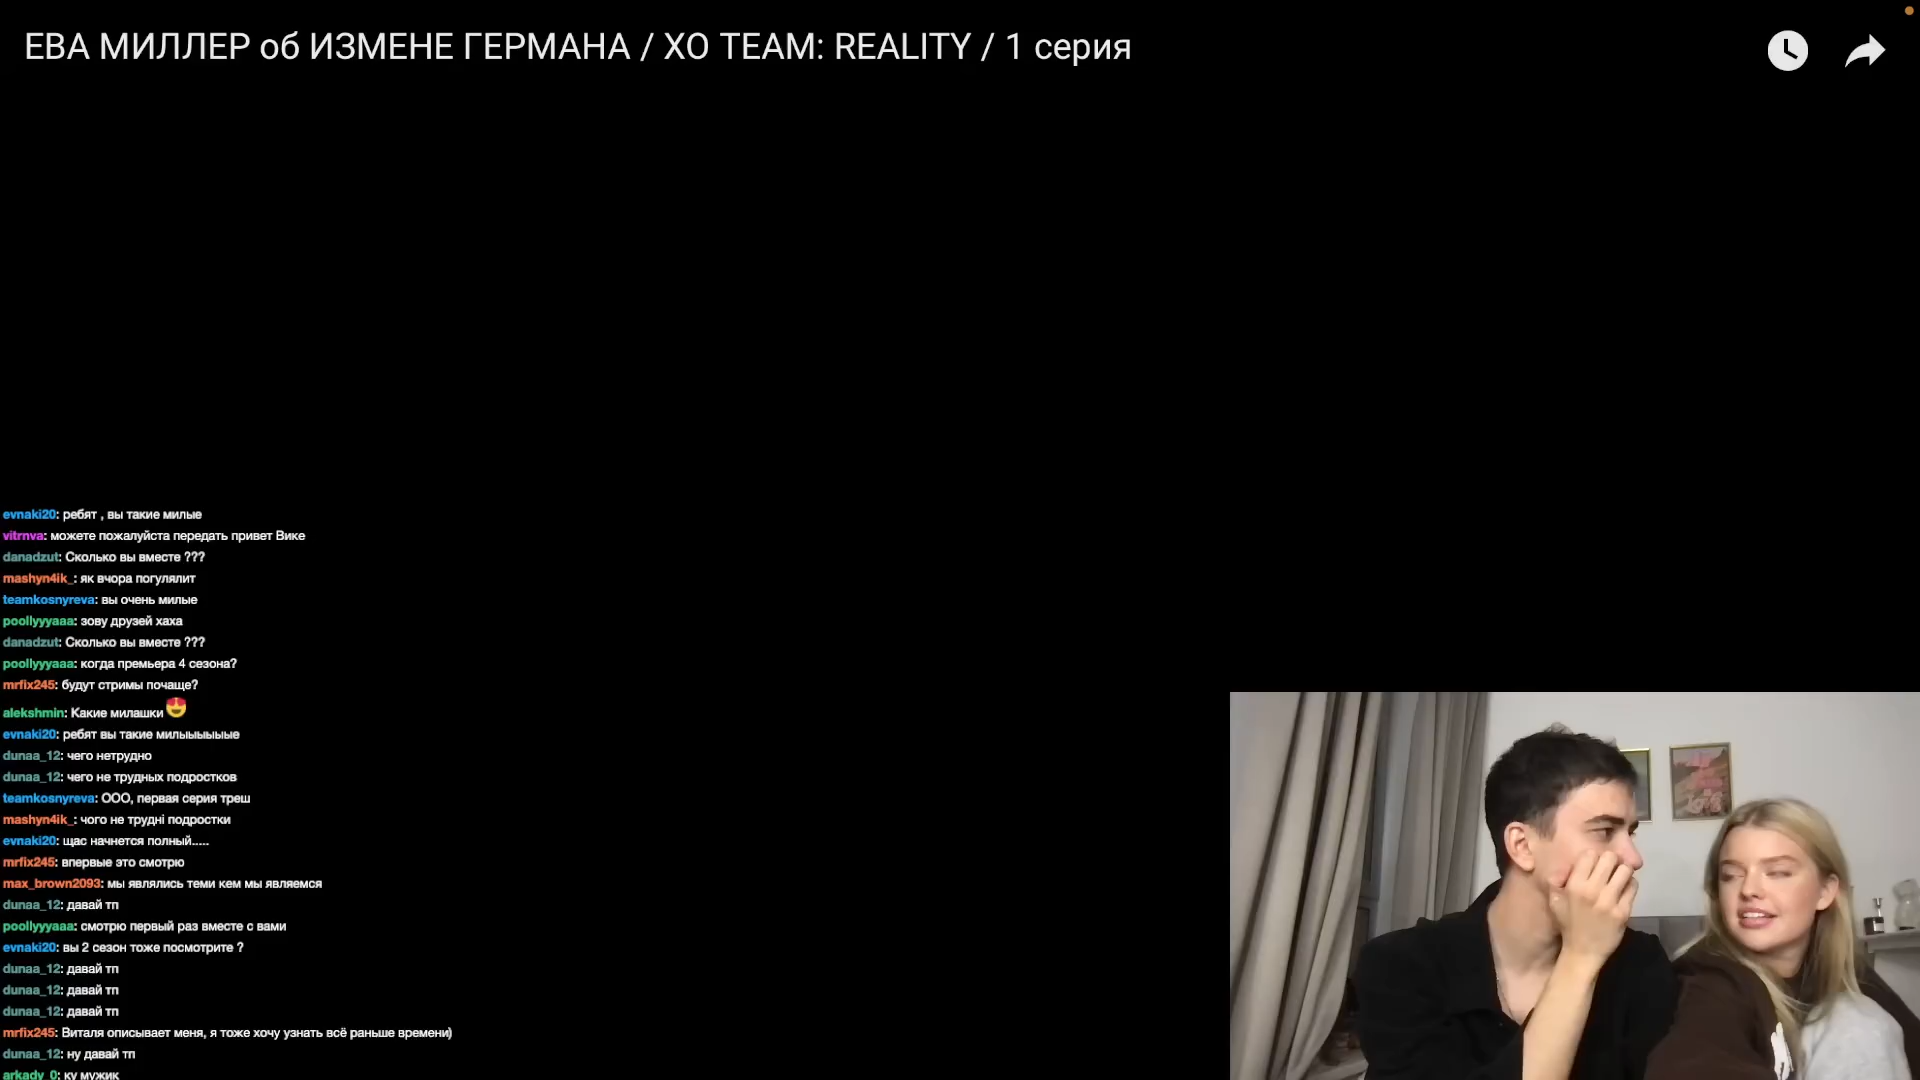 ЕВА МИЛЛЕР об ИЗМЕНЕ ГЕРМАНА / XO TEAM: REALITY / 1 серия
evnaki20: ребят , вы такие милые
vitrnva: можете пожалуйста передать привет Вике
danadzut: Сколько вы вместе ???
mashyn4ik_: як вчора погулялит
teamkosnyreva: вы очень милые
poollyyyaaa: зову друзей хаха
danadzut: Сколько вы вместе ???
poollyyyaaa: когда премьера 4 сезона?
mrfix245: будут стримы почаще?
alekshmin: Какие милашки 😍
evnaki20: ребят вы такие милыыыыыые
dunaa_12: чего нетрудно
dunaa_12: чего не трудных подростков
teamkosnyreva: ООО, первая серия треш
mashyn4ik_: чого не трудні подростки
evnaki20: щас начнется полный.....
mrfix245: впервые это смотрю
max_brown2093: мы являлись теми кем мы являемся
dunaa_12: давай тп
poollyyyaaa: смотрю первый раз вместе с вами
evnaki20: вы 2 сезон тоже посмотрите ?
dunaa_12: давай тп
dunaa_12: давай тп
dunaa_12: давай тп
mrfix245: Виталя описывает меня, я тоже хочу узнать всё раньше времени)
dunaa_12: ну давай тп
arkady_0: ку мужик